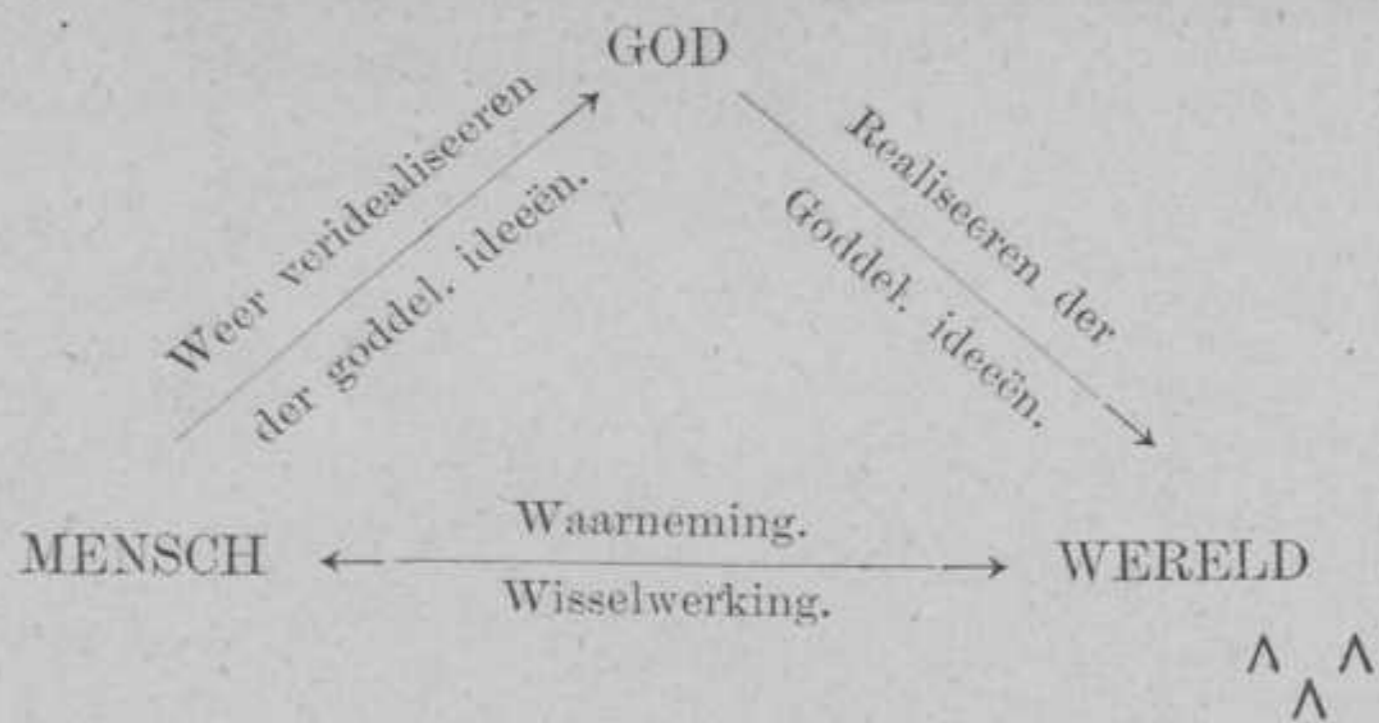 GOD
Weer veridealiseeren
der goddel. ideeën.
Realiseeren der
Goddel. ideeën.
MENSCH
Waarneming.
Wisselwerking.
WERELD